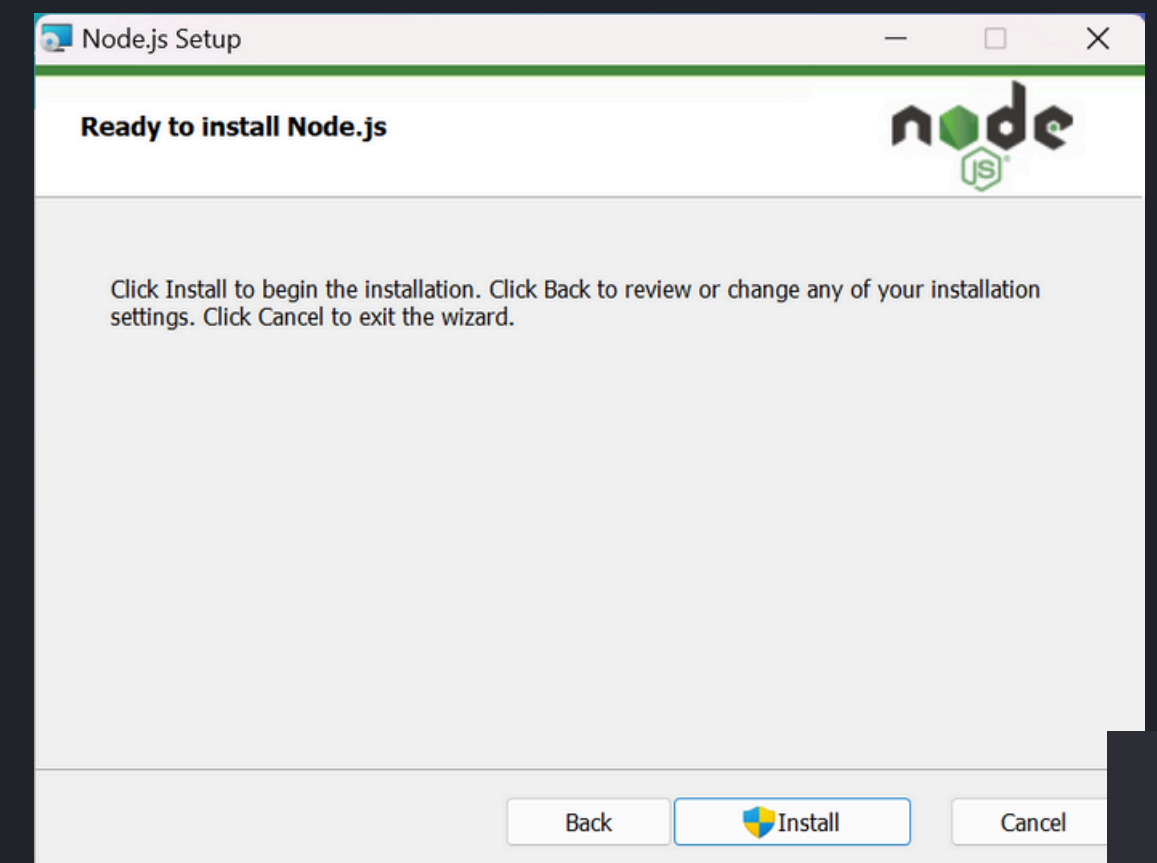 Node.js Setup
Ready to install Node.js
node
JS
Click Install to begin the installation. Click Back to review or change any of your installation
settings. Click Cancel to exit the wizard.
Back
Install
Cancel